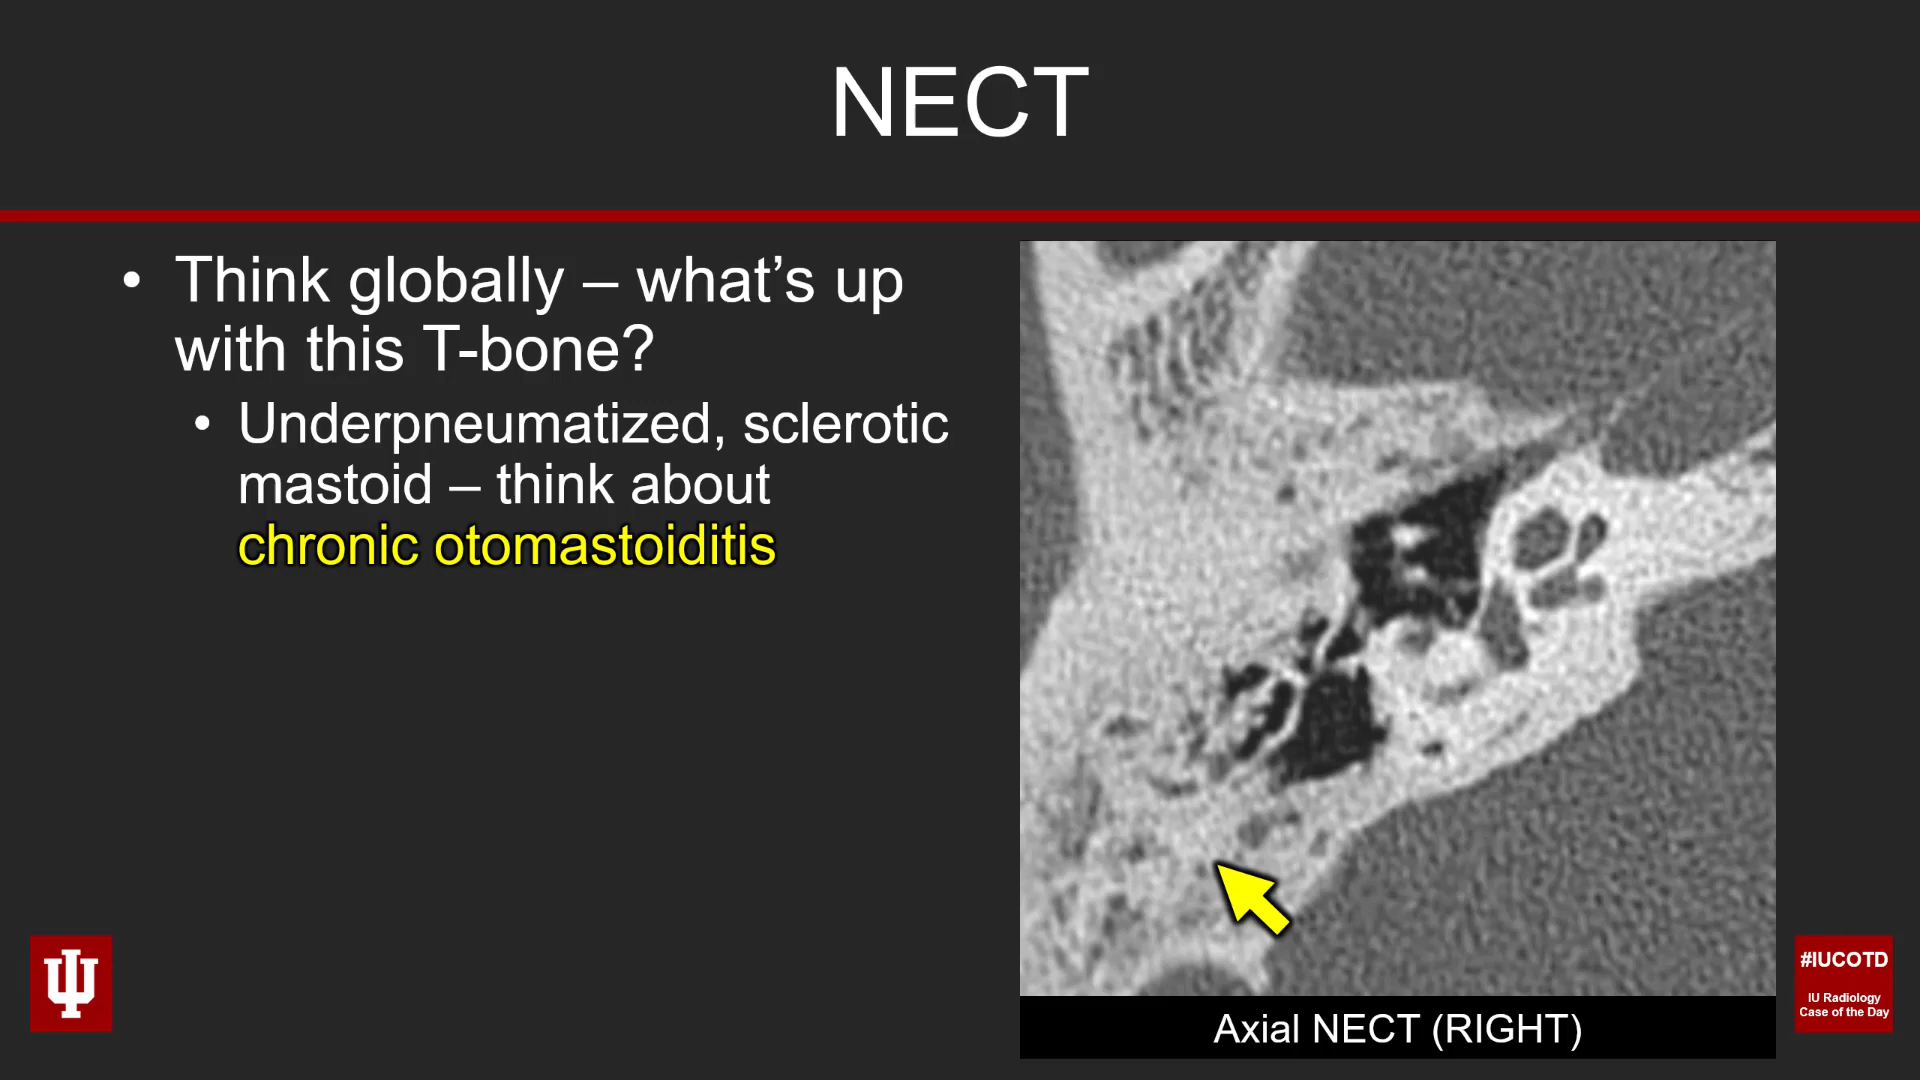 NECT
• Think globally – what’s up
with this T-bone?
• Underpneumatized, sclerotic
mastoid – think about
chronic otomastoiditis
Axial NECT (RIGHT)
#IUCOTD
IU Radiology
Case of the Day